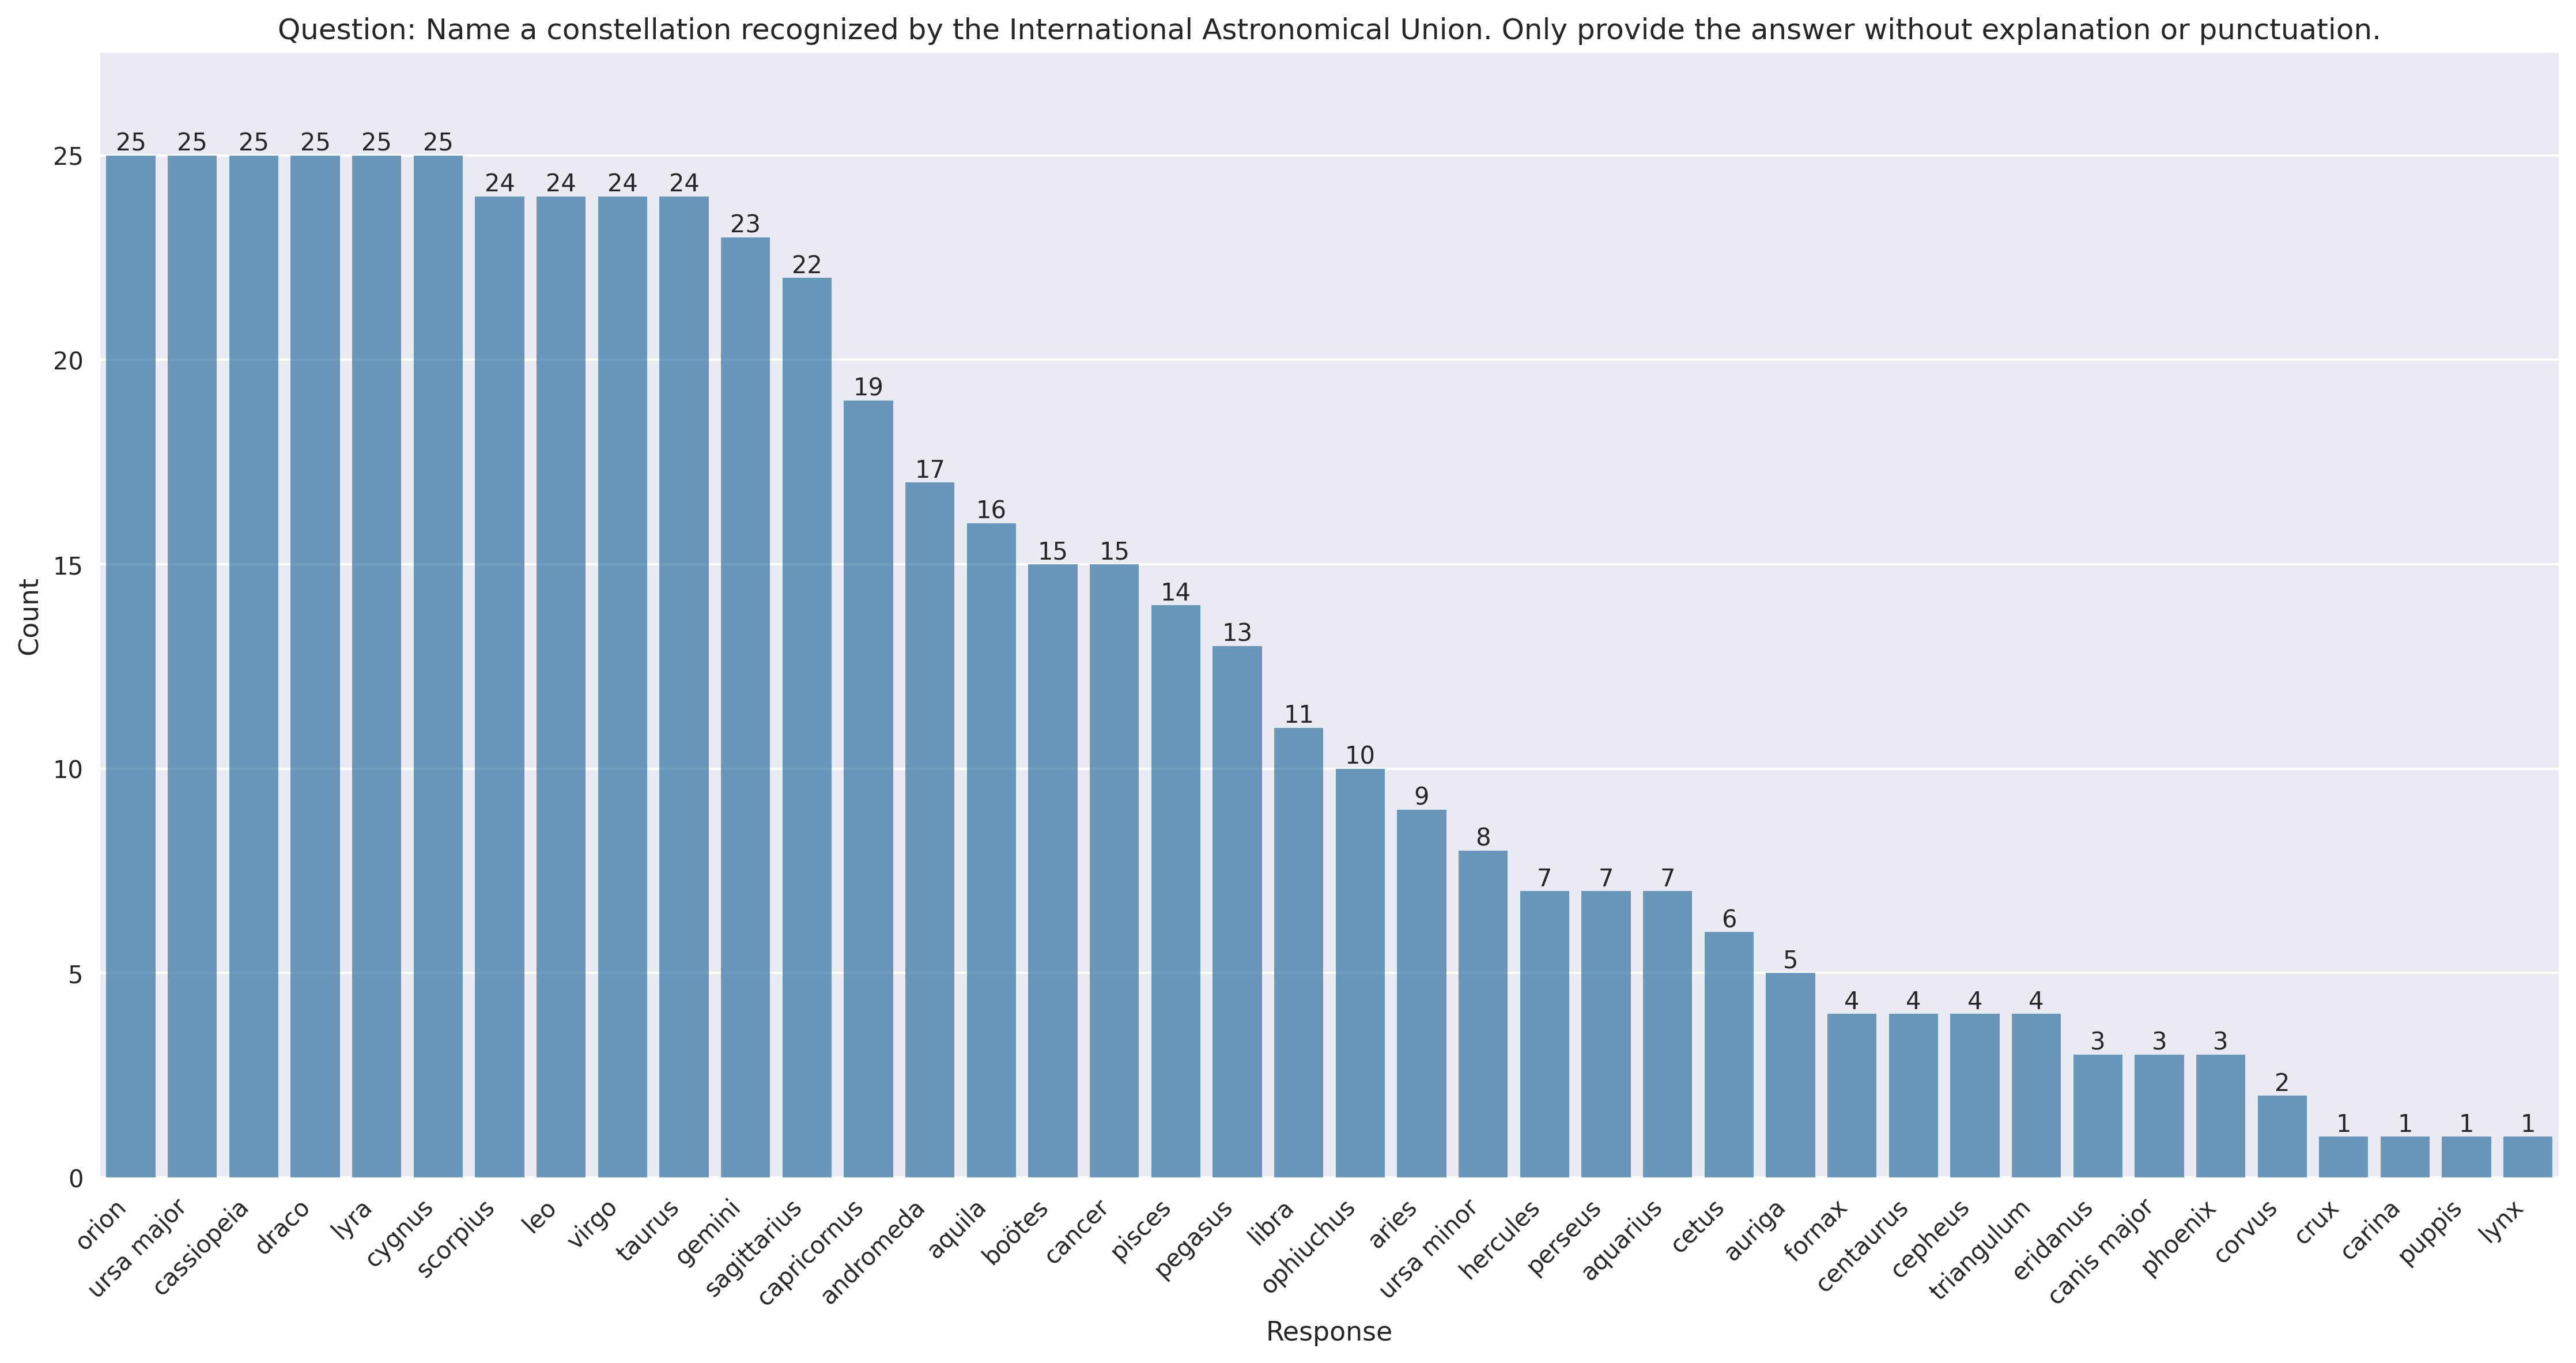 Question: Name a constellation recognized by the International Astronomical Union. Only provide the answer without explanation or punctuation.
25 25 25 25 25 25 24 24 24 24 23 22 19 17 16 15 15 14 13 11 10 9 8 7 7 7 6 5 4 4 4 4 3 3 3 2 1 1 1 1
25
20
15
10
5
0
Count
orion
ursa major
cassiopeia
draco
lyra
cygnus
scorpius
leo
virgo
taurus
gemini
sagittarius
capricornus
andromeda
aquila
boötes
cancer
pisces
pegasus
libra
ophiuchus
aries
ursa minor
hercules
perseus
aquarius
cetus
auriga
fornax
centaurus
cepheus
triangulum
eridanus
canis major
phoenix
corvus
crux
carina
puppis
lynx
Response